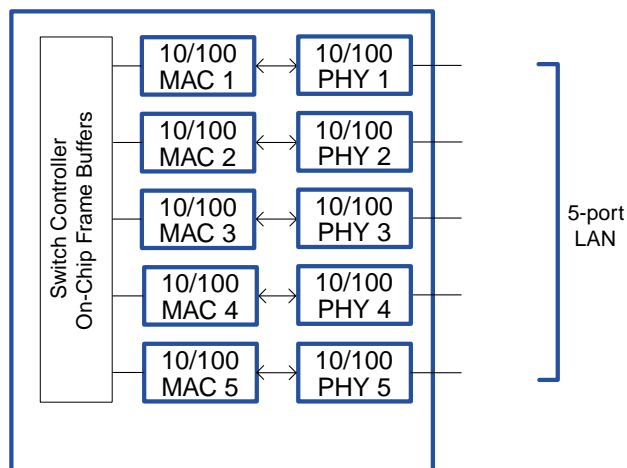 Switch Controller
On-Chip Frame Buffers
10/100
MAC 1
10/100
PHY 1
10/100
MAC 2
10/100
PHY 2
10/100
MAC 3
10/100
PHY 3
10/100
MAC 4
10/100
PHY 4
10/100
MAC 5
10/100
PHY 5
5-port
LAN